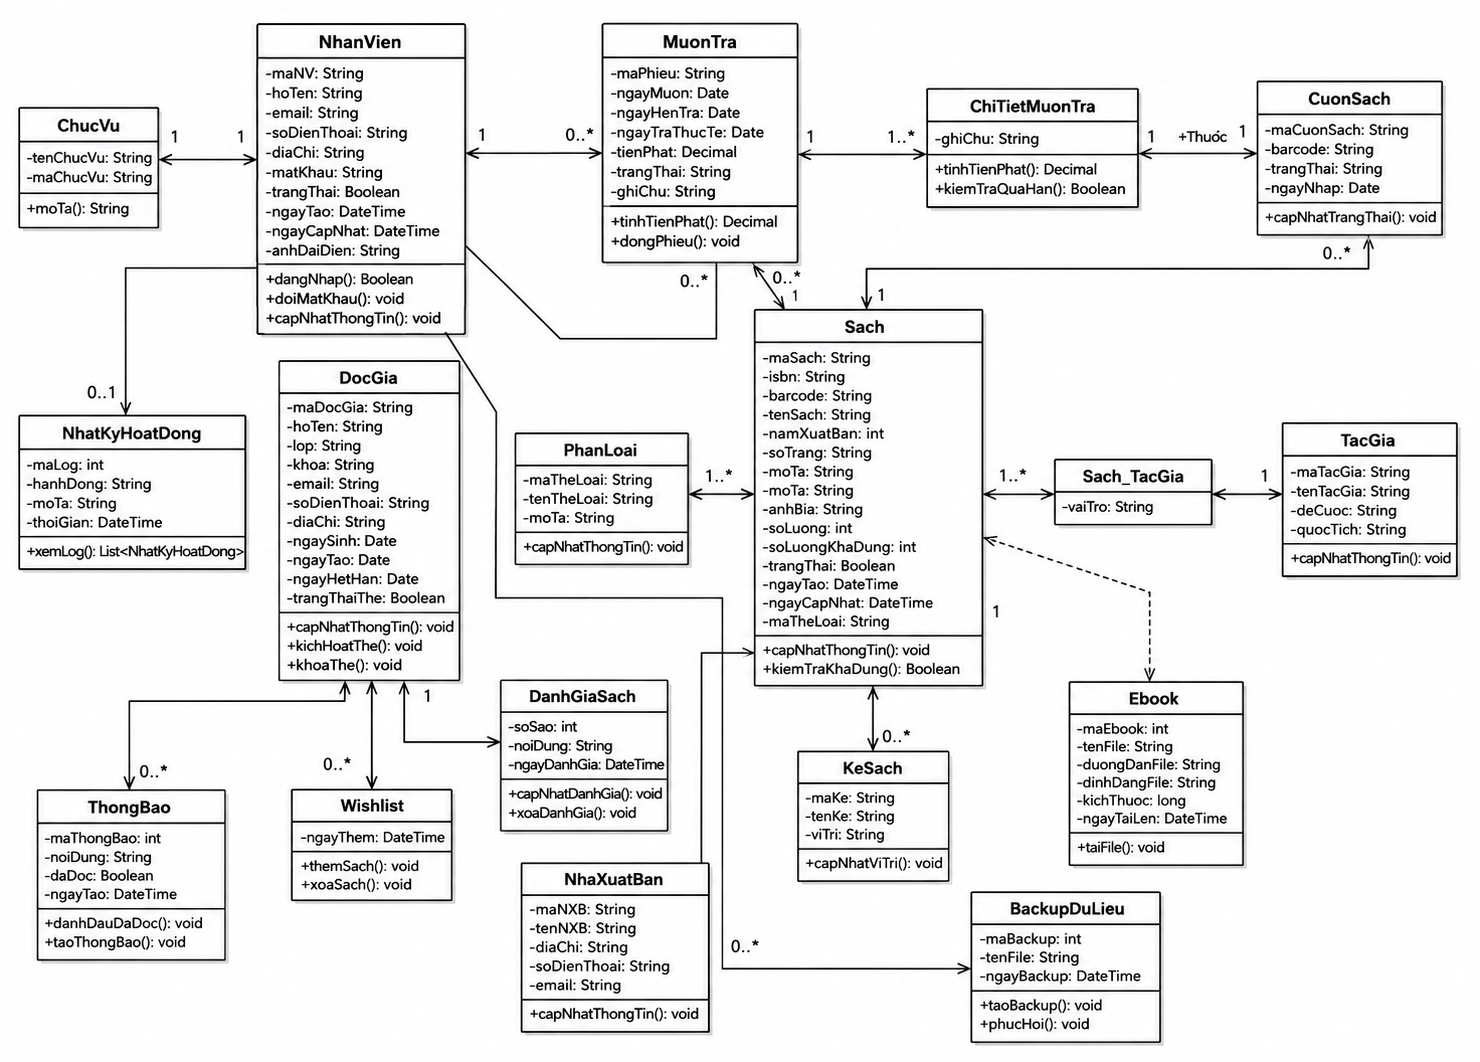 ChucVu
-tenChucVu: String
-maChucVu: String
+moTa(): String
1
1
NhanVien
-maNV: String
-hoTen: String
-email: String
-soDienThoai: String
-diaChi: String
-matKhau: String
-trangThai: Boolean
-ngayTao: DateTime
-ngayCapNhat: DateTime
-anhDaiDien: String
+dangNhap(): Boolean
+doiMatKhau(): void
+capNhatThongTin(): void
1
0..*
MuonTra
-maPhieu: String
-ngayMuon: Date
-ngayHenTra: Date
-ngayTraThucTe: Date
-tienPhat: Decimal
-trangThai: String
-ghiChu: String
+tinhTienPhat(): Decimal
+dongPhieu(): void
1
1..*
ChiTietMuonTra
-ghiChu: String
+tinhTienPhat(): Decimal
+kiemTraQuaHan(): Boolean
1
+Thuóc
1
CuonSach
-maCuonSach: String
-barcode: String
-trangThai: String
-ngayNhap: Date
+capNhatTrangThai(): void
0..*
0..*
0..*
1
1
0..1
NhatKyHoatDong
-maLog: int
-hanhDong: String
-moTa: String
-thoiGian: DateTime
+xemLog(): List<NhatKyHoatDong>
DocGia
-maDocGia: String
-hoTen: String
-lop: String
-khoa: String
-email: String
-soDienThoai: String
-diaChi: String
-ngaySinh: Date
-ngayTao: Date
-ngayHetHan: Date
-trangThaiThe: Boolean
+capNhatThongTin(): void
+kichHoatThe(): void
+khoaThe(): void
PhanLoai
-maTheLoai: String
-tenTheLoai: String
-moTa: String
+capNhatThongTin(): void
1..*
Sach
-maSach: String
-isbn: String
-barcode: String
-tenSach: String
-namXuatBan: int
-soTrang: String
-moTa: String
-moTa: String
-anhBia: String
-soLuong: int
-soLuongKhaDung: int
-trangThai: Boolean
-ngayTao: DateTime
-ngayCapNhat: DateTime
-maTheLoai: String
+capNhatThongTin(): void
+kiemTraKhaDung(): Boolean
1..*
Sach_TacGia
-vaiTro: String
1
TacGia
-maTacGia: String
-tenTacGia: String
-deCuoc: String
-quocTich: String
+capNhatThongTin(): void
1
1
0..*
0..*
0..*
ThongBao
-maThongBao: int
-noiDung: String
-daDoc: Boolean
-ngayTao: DateTime
+danhDauDaDoc(): void
+taoThongBao(): void
Wishlist
-ngayThem: DateTime
+themSach(): void
+xoaSach(): void
DanhGiaSach
-soSao: int
-noiDung: String
-ngayDanhGia: DateTime
+capNhatDanhGia(): void
+xoaDanhGia(): void
KeSach
-maKe: String
-tenKe: String
-viTri: String
+capNhatViTri(): void
Ebook
-maEbook: int
-tenFile: String
-duongDanFile: String
-dinhDangFile: String
-kichThuoc: long
-ngayTaiLen: DateTime
+taiFile(): void
NhaXuatBan
-maNXB: String
-tenNXB: String
-diaChi: String
-soDienThoai: String
-email: String
+capNhatThongTin(): void
0..*
BackupDuLieu
-maBackup: int
-tenFile: String
-ngayBackup: DateTime
+taoBackup(): void
+phucHoi(): void